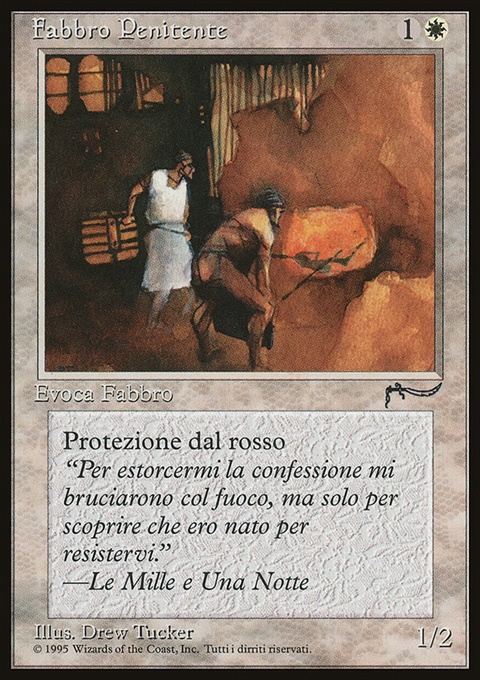 Fabbro Penitente 1
Evoca Fabbro
Protezione dal rosso
“Per estorcermi la confessione mi
bruciarono col fuoco, ma solo per
scoprire che ero nato per
resistervi.”
—Le Mille e Una Notte
Illus. Drew Tucker
1/2
© 1995 Wizards of the Coast, Inc. Tutti i dirriti riservati.